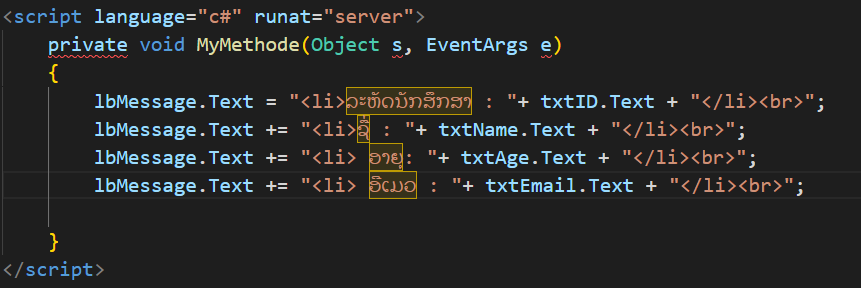 <script language="c#" runat="server">
private void MyMethode(Object s, EventArgs e)
{
lbMessage.Text = "<li>ລະຫັດນັກສຶກສາ : "+ txtID.Text + "</li><br>";
lbMessage.Text += "<li>ຊື່ : "+ txtName.Text + "</li><br>";
lbMessage.Text += "<li> ອາຍຸ: "+ txtAge.Text + "</li><br>";
lbMessage.Text += "<li> ອີເມວ : "+ txtEmail.Text + "</li><br>";
}
</script>